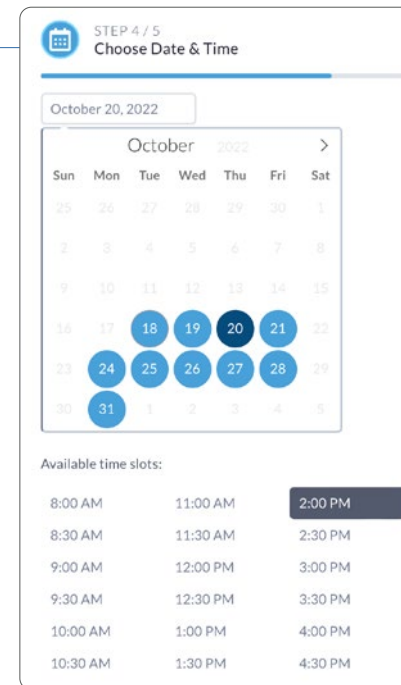 STEP 4 / 5
Choose Date & Time
October 20, 2022
October 2022 >
Sun Mon Tue Wed Thu Fri Sat
25 26 27 28 29 30 1
2 3 4 5 6 7 8
9 10 11 12 13 14 15
16 17 18 19 20 21 22
23 24 25 26 27 28 29
30 31 1 2 3 4 5
Available time slots:
8:00 AM 11:00 AM 2:00 PM
8:30 AM 11:30 AM 2:30 PM
9:00 AM 12:00 PM 3:00 PM
9:30 AM 12:30 PM 3:30 PM
10:00 AM 1:00 PM 4:00 PM
10:30 AM 1:30 PM 4:30 PM